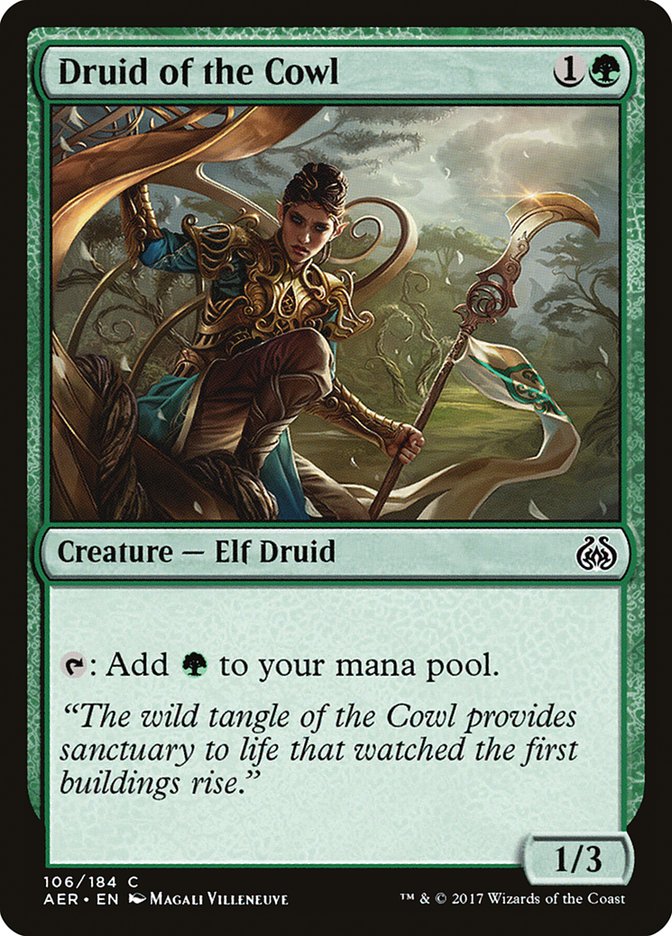 Druid of the Cowl 1
Creature — Elf Druid
: Add to your mana pool.
“The wild tangle of the Cowl provides
sanctuary to life that watched the first
buildings rise.”
1/3
106/184 C
AER • EN Magali Villeneuve
™ & © 2017 Wizards of the Coast